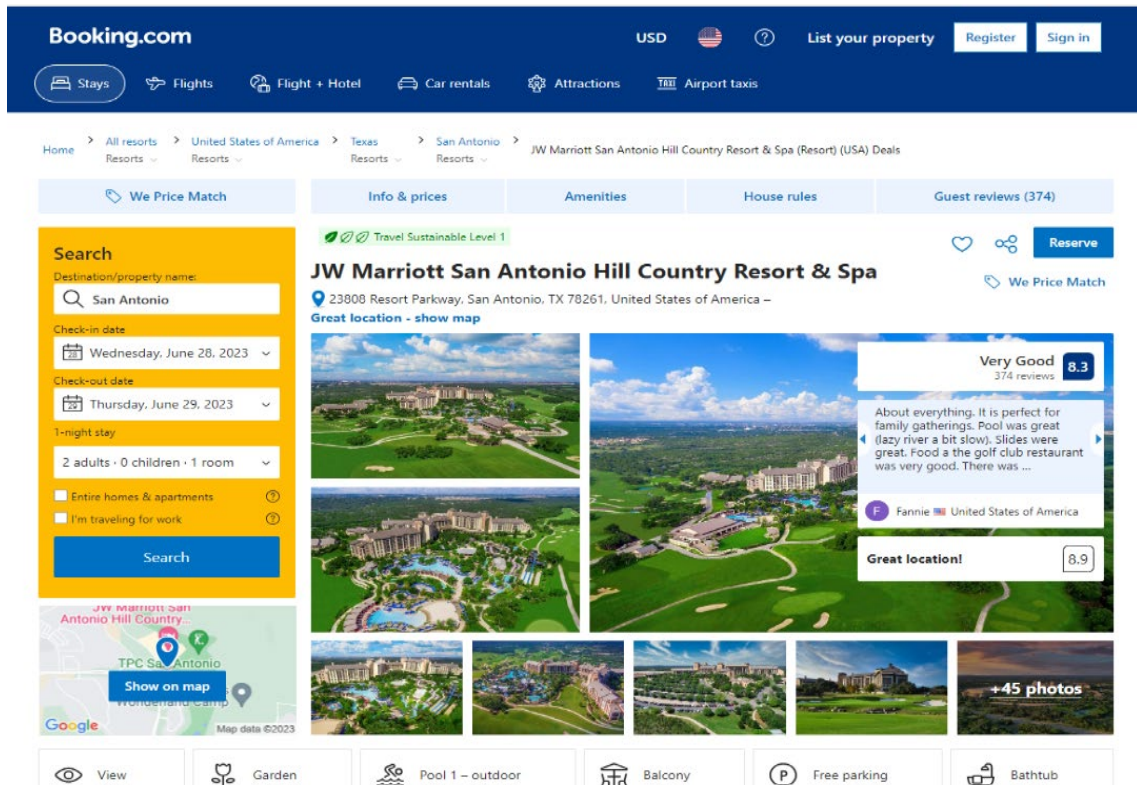 Booking.com
USD
List your property
Register
Sign in
Stays
Flights
Flight + Hotel
Car rentals
TAXI
Attractions
Airport taxis
Home > All resorts > United States of America > Texas > San Antonio > JW Marriott San Antonio Hill Country Resort & Spa (Resort) (USA) Deals
Resorts Resorts Resorts Resorts
We Price Match
Info & prices
Amenities
House rules
Guest reviews (374)
Search
Destination/property name:
San Antonio
Check-in date
28 Wednesday, June 28, 2023
Check-out date
29 Thursday, June 29, 2023
1-night stay
2 adults · 0 children · 1 room
Entire homes & apartments
I'm traveling for work
Search
Travel Sustainable Level 1
Reserve
JW Marriott San Antonio Hill Country Resort & Spa
We Price Match
23808 Resort Parkway, San Antonio, TX 78261, United States of America –
Great location - show map
Very Good 8.3
374 reviews
About everything. It is perfect for
family gatherings. Pool was great
(lazy river a bit slow). Slides were
great. Food a the golf club restaurant
was very good. There was ...
F Fannie United States of America
Great location! 8.9
JW Marriott San
Antonio Hill Country...
TPC San Antonio
Show on map
Wonderland Camp
Google
Map data ©2023
+45 photos
View
Garden
Pool 1 – outdoor
Balcony
P Free parking
Bathtub